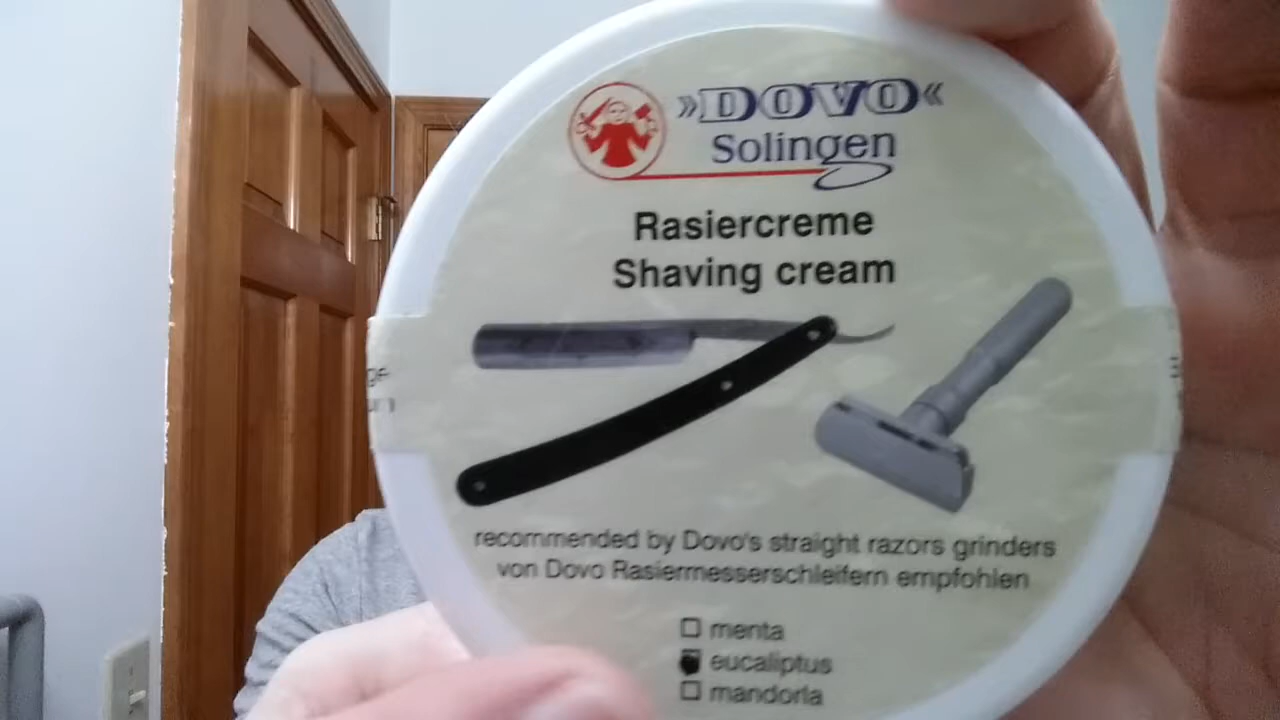 »DOVO«
Solingen
Rasiercreme
Shaving cream
recommended by Dovo's straight razors grinders
von Dovo Rasiermesserschleifern empfohlen
menta
eucaliptus
mandorla